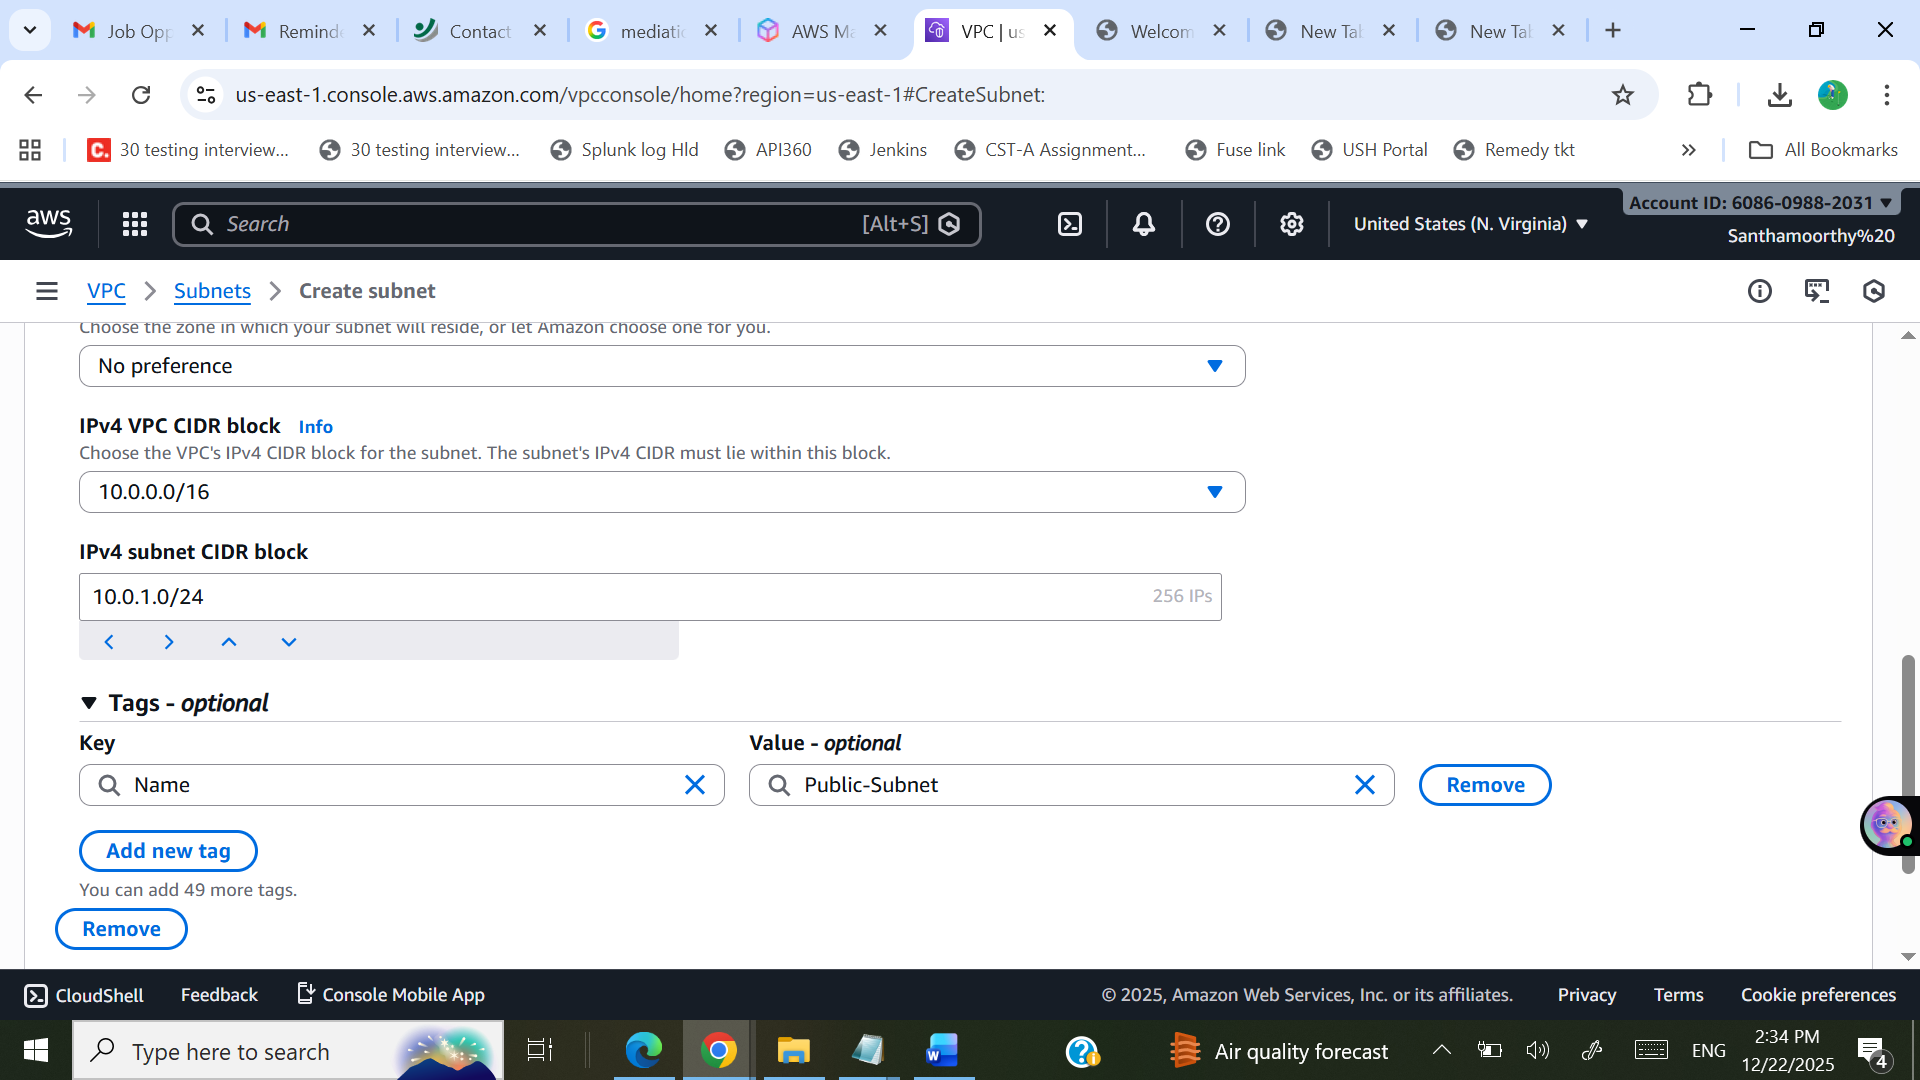 Job Opp
Reminde
Contact
mediatio
AWS Ma
VPC | us
Welcom
New Tab
New Tab
us-east-1.console.aws.amazon.com/vpcconsole/home?region=us-east-1#CreateSubnet:
C.
30 testing interview...
30 testing interview...
Splunk log Hld
API360
Jenkins
CST-A Assignment...
Fuse link
USH Portal
Remedy tkt
»
All Bookmarks
aws
Search
[Alt+S]
United States (N. Virginia)
Account ID: 6086-0988-2031
Santhamoorthy%20
VPC
Subnets
Create subnet
Choose the zone in which your subnet will reside, or let Amazon choose one for you.
No preference
IPv4 VPC CIDR block Info
Choose the VPC's IPv4 CIDR block for the subnet. The subnet's IPv4 CIDR must lie within this block.
10.0.0.0/16
IPv4 subnet CIDR block
10.0.1.0/24
256 IPs
Tags - optional
Key
Value - optional
Name
Public-Subnet
Remove
Add new tag
You can add 49 more tags.
Remove
CloudShell
Feedback
Console Mobile App
© 2025, Amazon Web Services, Inc. or its affiliates.
Privacy
Terms
Cookie preferences
Type here to search
Air quality forecast
ENG
2:34 PM
12/22/2025
4